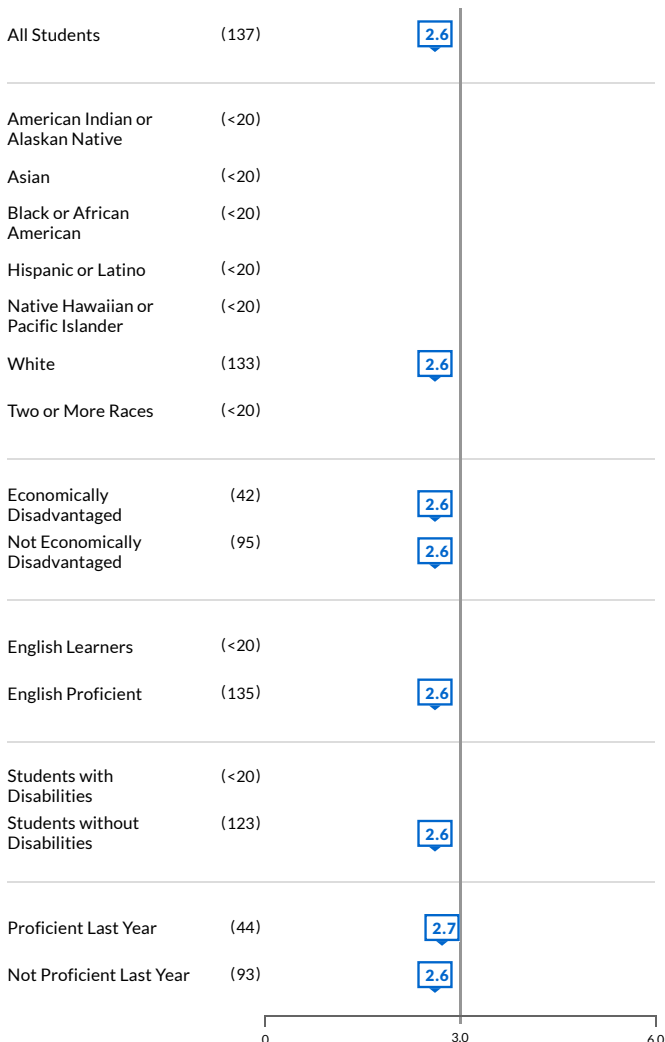 All Students (137) 2.6
American Indian or (<20)
Alaskan Native
Asian (<20)
Black or African (<20)
American
Hispanic or Latino (<20)
Native Hawaiian or (<20)
Pacific Islander
White (133) 2.6
Two or More Races (<20)
Economically (42) 2.6
Disadvantaged
Not Economically (95) 2.6
Disadvantaged
English Learners (<20)
English Proficient (135) 2.6
Students with (<20)
Disabilities
Students without (123) 2.6
Disabilities
Proficient Last Year (44) 2.7
Not Proficient Last Year (93) 2.6
0 3.0 6.0